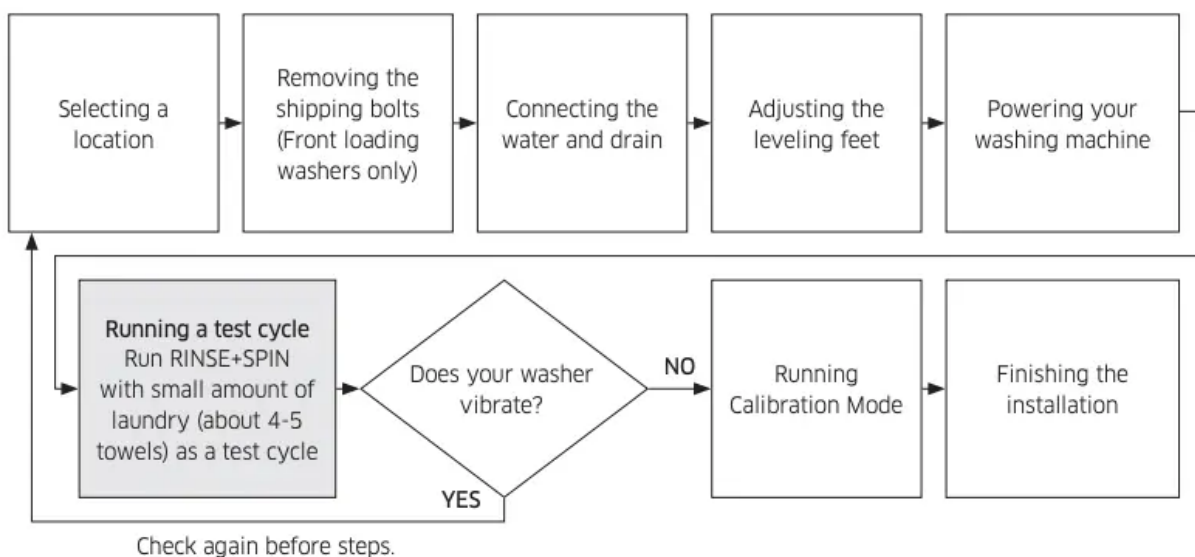 Selecting a
location
Removing the
shipping bolts
(Front loading
washers only)
Connecting the
water and drain
Adjusting the
leveling feet
Powering your
washing machine
Running a test cycle
Run RINSE+SPIN
with small amount of
laundry (about 4-5
towels) as a test cycle
Does your washer
vibrate?
NO
Running
Calibration Mode
Finishing the
installation
YES
Check again before steps.